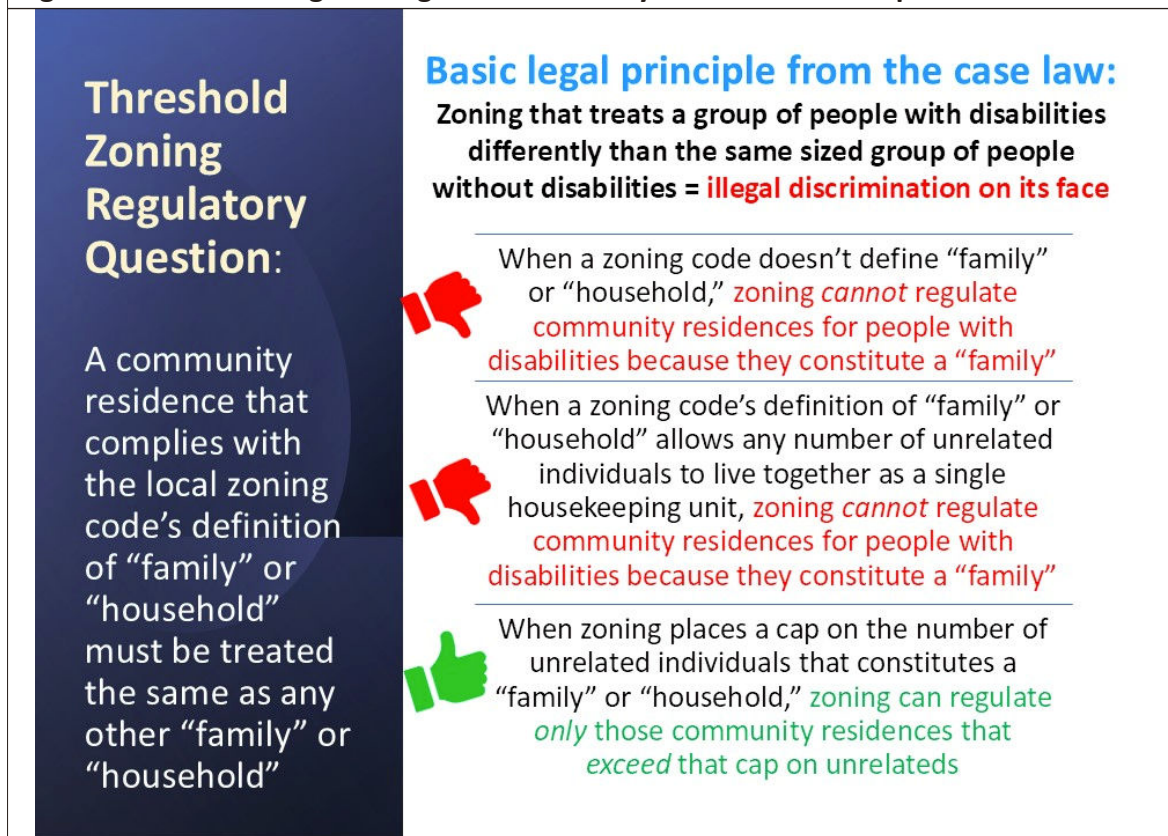 Threshold
Zoning
Regulatory
Question:
A community
residence that
complies with
the local zoning
code’s definition
of “family” or
“household”
must be treated
the same as any
other “family” or
“household”
Basic legal principle from the case law:
Zoning that treats a group of people with disabilities
differently than the same sized group of people
without disabilities = illegal discrimination on its face
When a zoning code doesn’t define “family”
or “household,” zoning cannot regulate
community residences for people with
disabilities because they constitute a “family”
When a zoning code’s definition of “family” or
“household” allows any number of unrelated
individuals to live together as a single
housekeeping unit, zoning cannot regulate
community residences for people with
disabilities because they constitute a “family”
When zoning places a cap on the number of
unrelated individuals that constitutes a
“family” or “household,” zoning can regulate
only those community residences that
exceed that cap on unrelateds